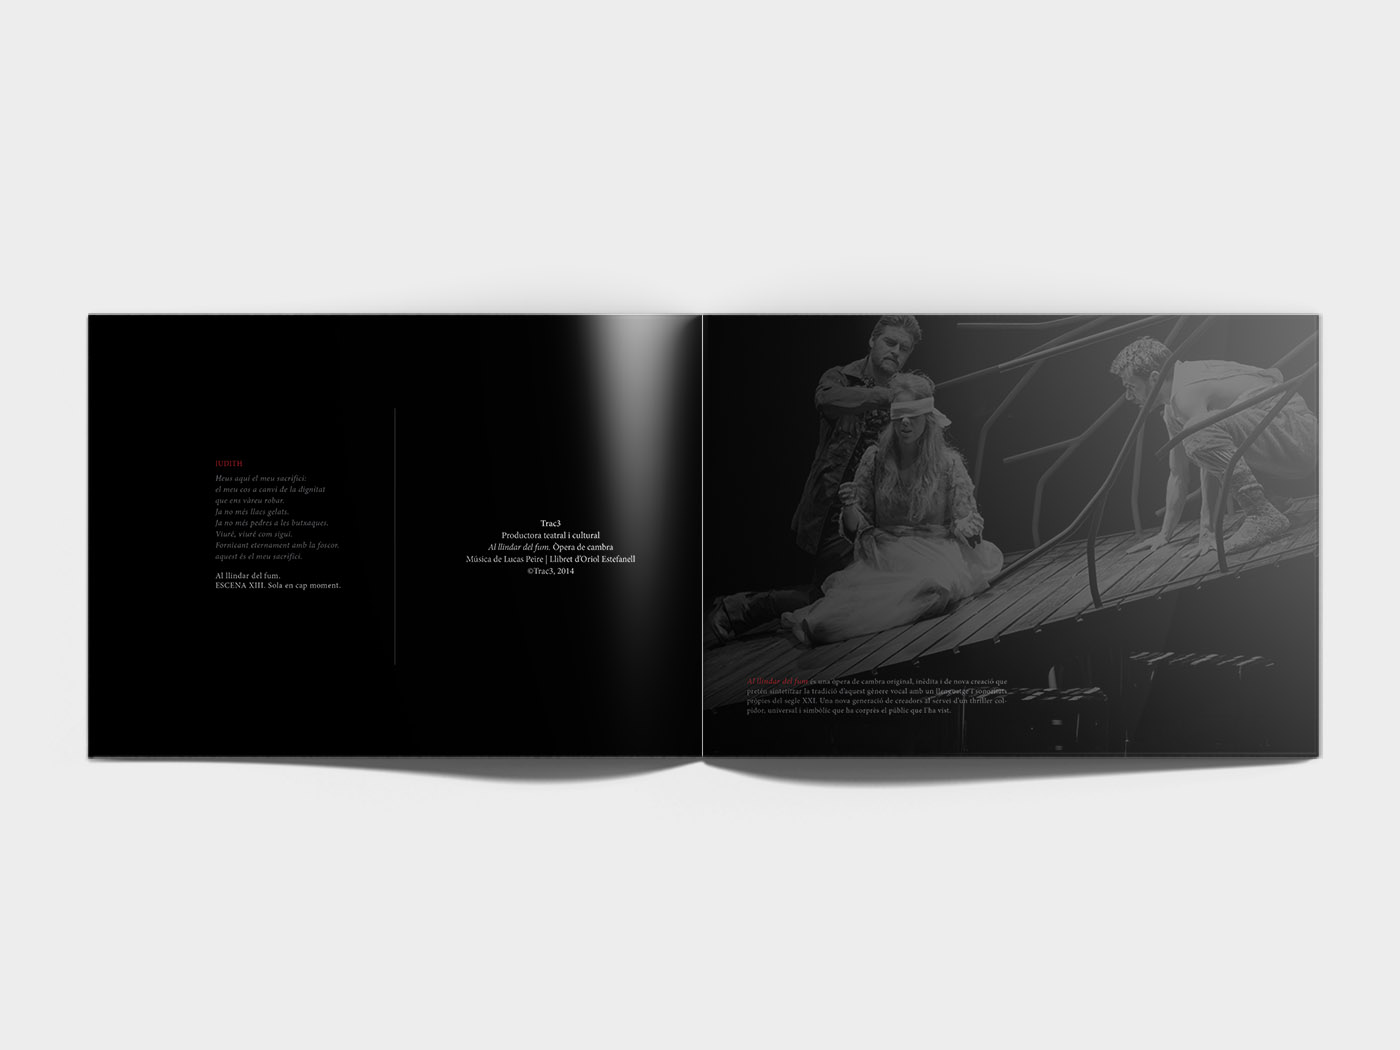 JUDITH
Heus aquí el meu sacrifici:
el meu cos a canvi de la dignitat
que ens vàreu robar.
Ja no més llacs gelats.
Ja no més pedres a les butxaques.
Viuré, viuré com sigui.
Fornicant eternament amb la foscor.
aquest és el meu sacrifici.
Al llindar del fum.
ESCENA XIII. Sola en cap moment.
Trac3
Productora teatral i cultural
Al llindar del fum. Òpera de cambra
Música de Lucas Peire | Llibret d'Oriol Estefanell
©Trac3, 2014
Al llindar del fum és una òpera de cambra original, inèdita i de nova creació que
pretén sintetitzar la tradició d'aquest gènere vocal amb un llenguatge i sonoritats
pròpies del segle XXI. Una nova generació de creadors al servei d'un thriller col-
pidor, universal i simbòlic que ha corprès el públic que l'ha vist.